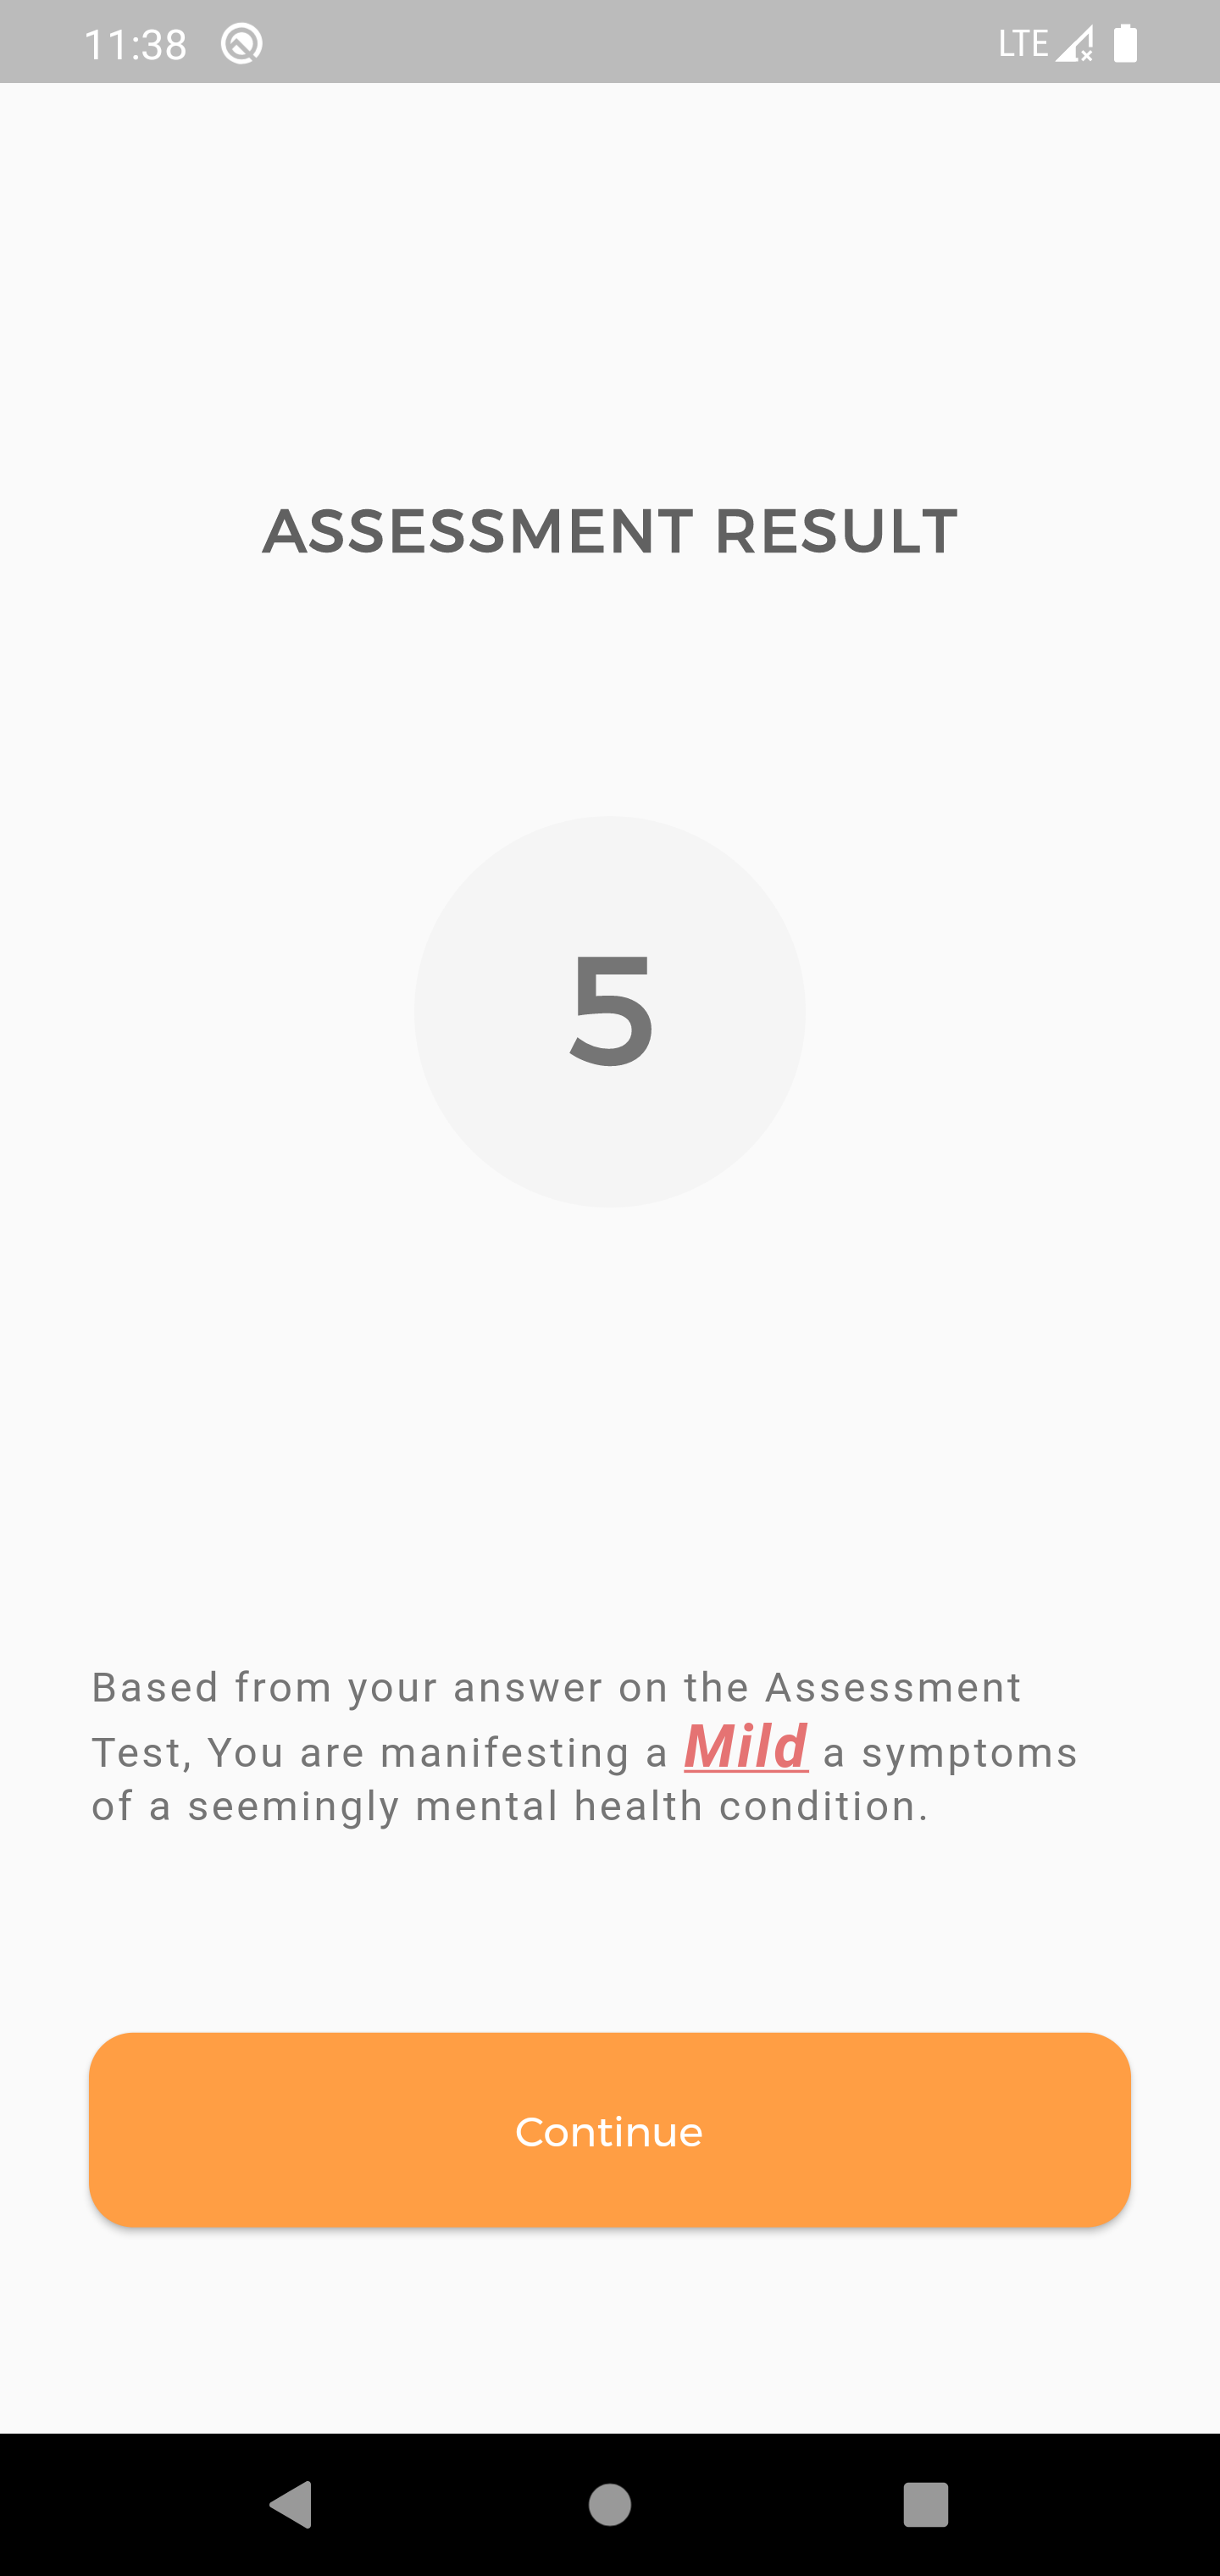 11:38
LTE
ASSESSMENT RESULT
5
Based from your answer on the Assessment
Test, You are manifesting a Mild a symptoms
of a seemingly mental health condition.
Continue